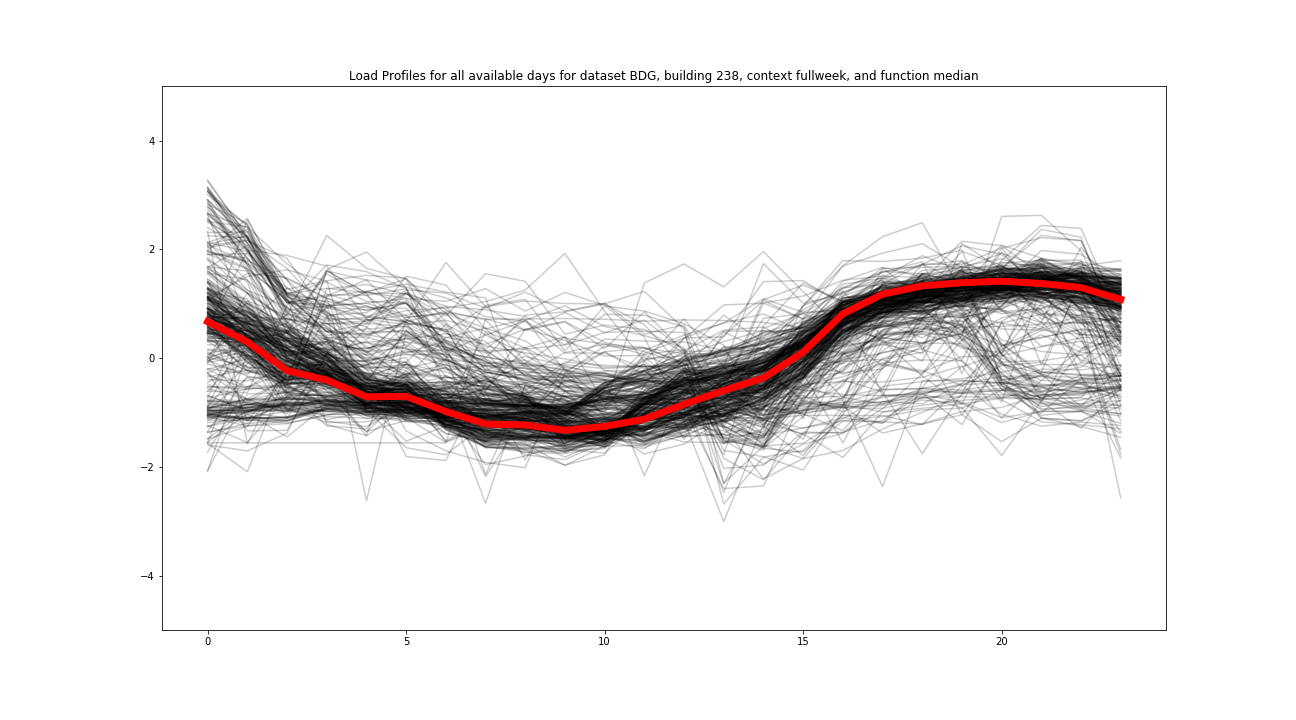 Load Profiles for all available days for dataset BDG, building 238, context fullweek, and function median
4
2
0
−2
−4
0 5 10 15 20